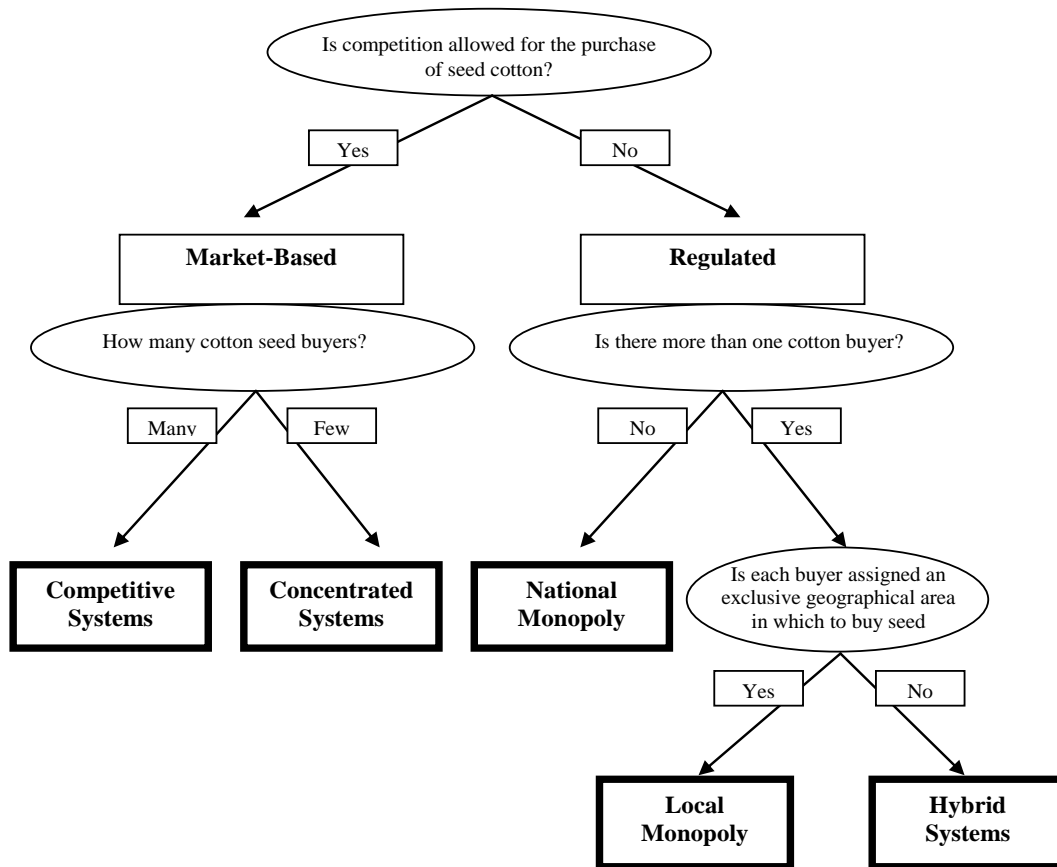 Is competition allowed for the purchase
of seed cotton?
Yes
No
Market-Based
Regulated
How many cotton seed buyers?
Is there more than one cotton buyer?
Many
Few
No
Yes
Competitive
Systems
Concentrated
Systems
National
Monopoly
Is each buyer assigned an
exclusive geographical area
in which to buy seed
Yes
No
Local
Monopoly
Hybrid
Systems